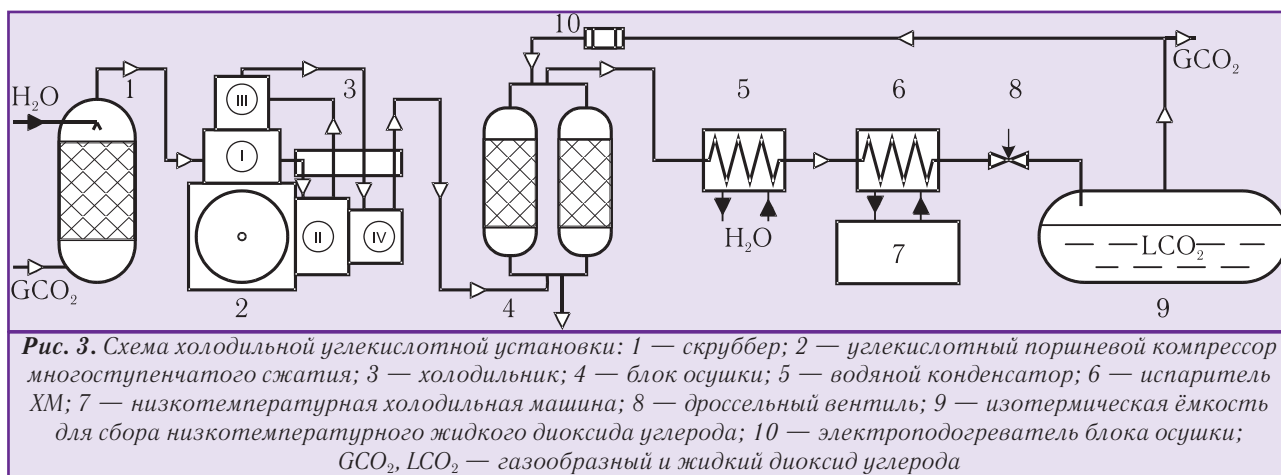 10
GCO₂
H₂O
1
3
5
6
8
III
I
II
IV
H₂O
7
LCO₂
GCO₂
2
4
9
Рис. 3. Схема холодильной углекислотной установки: 1 — скруббер; 2 — углекислотный поршневой компрессор
многоступенчатого сжатия; 3 — холодильник; 4 — блок осушки; 5 — водяной конденсатор; 6 — испаритель
ХМ; 7 — низкотемпературная холодильная машина; 8 — дроссельный вентиль; 9 — изотермическая ёмкость
для сбора низкотемпературного жидкого диоксида углерода; 10 — электроподогреватель блока осушки;
GCO₂, LCO₂ — газообразный и жидкий диоксид углерода